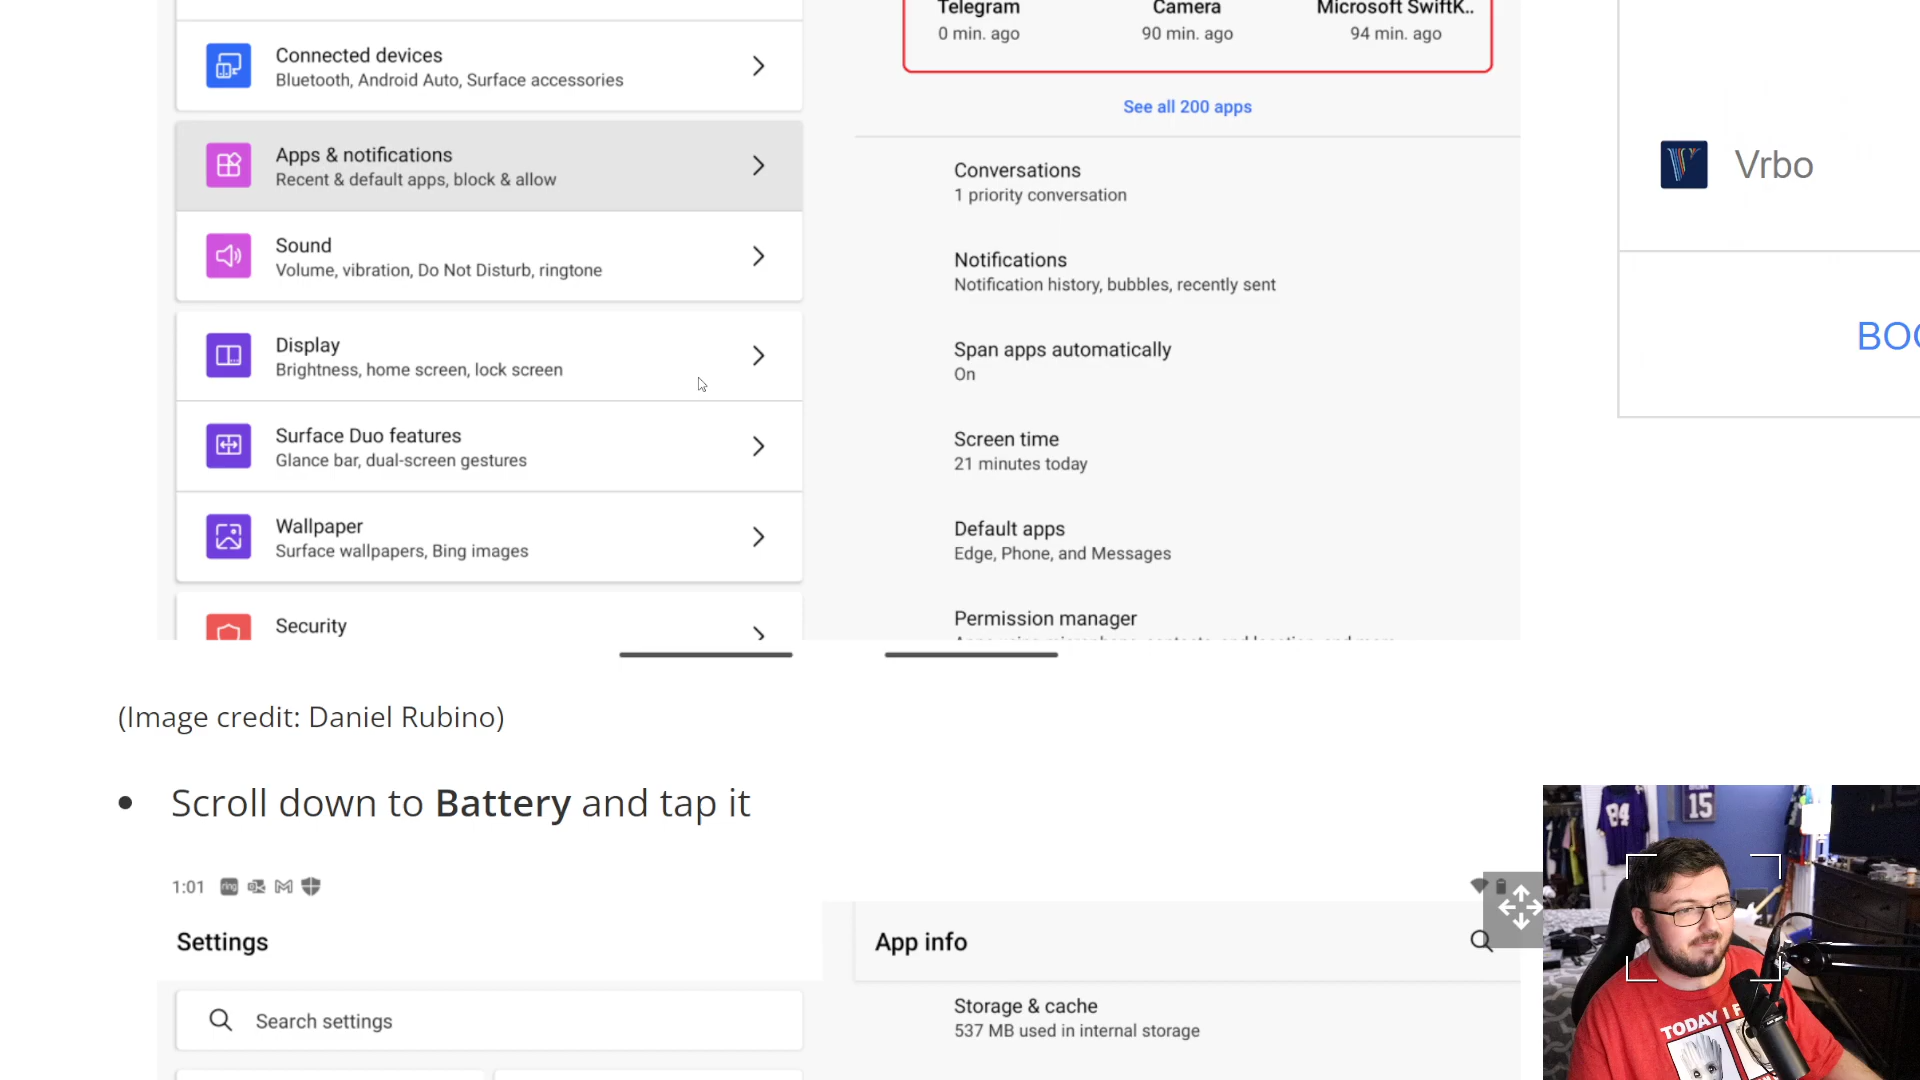 Telegram
0 min. ago
Camera
90 min. ago
Microsoft SwiftK..
94 min. ago
See all 200 apps
Connected devices
Bluetooth, Android Auto, Surface accessories
Apps & notifications
Recent & default apps, block & allow
Sound
Volume, vibration, Do Not Disturb, ringtone
Display
Brightness, home screen, lock screen
Surface Duo features
Glance bar, dual-screen gestures
Wallpaper
Surface wallpapers, Bing images
Security
Conversations
1 priority conversation
Notifications
Notification history, bubbles, recently sent
Span apps automatically
On
Screen time
21 minutes today
Default apps
Edge, Phone, and Messages
Permission manager
Vrbo
(Image credit: Daniel Rubino)
• Scroll down to Battery and tap it
1:01
ring
Settings
Search settings
App info
Storage & cache
537 MB used in internal storage
84
15
TODAY I